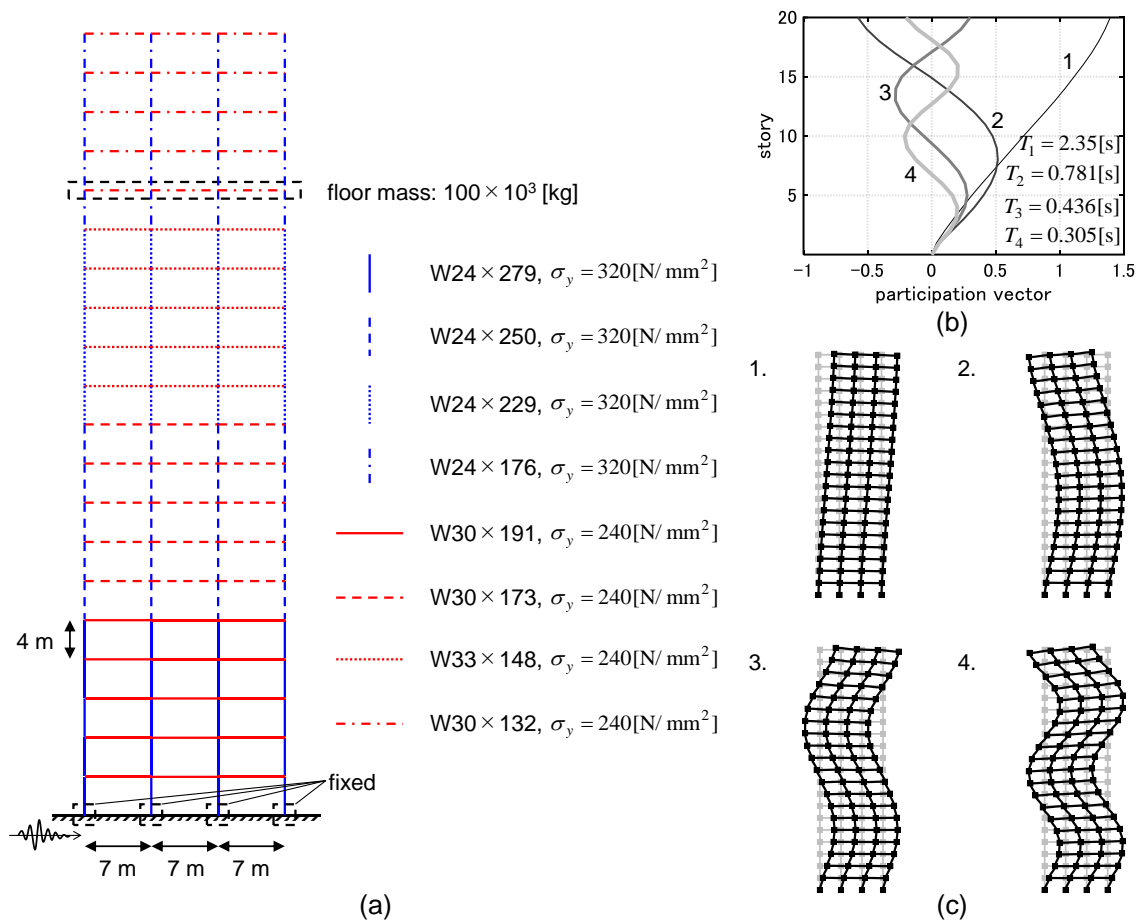 floor mass: 100×10³ [kg]
W24×279, σy = 320[N/mm²]
W24×250, σy = 320[N/mm²]
W24×229, σy = 320[N/mm²]
W24×176, σy = 320[N/mm²]
W30×191, σy = 240[N/mm²]
W30×173, σy = 240[N/mm²]
W33×148, σy = 240[N/mm²]
W30×132, σy = 240[N/mm²]
4 m
fixed
7 m 7 m 7 m
(a)
20
15
10
5
story
1
3
2
4
T1 = 2.35[s]
T2 = 0.781[s]
T3 = 0.436[s]
T4 = 0.305[s]
-1 -0.5 0 0.5 1 1.5
participation vector
(b)
1. 2.
3. 4.
(c)